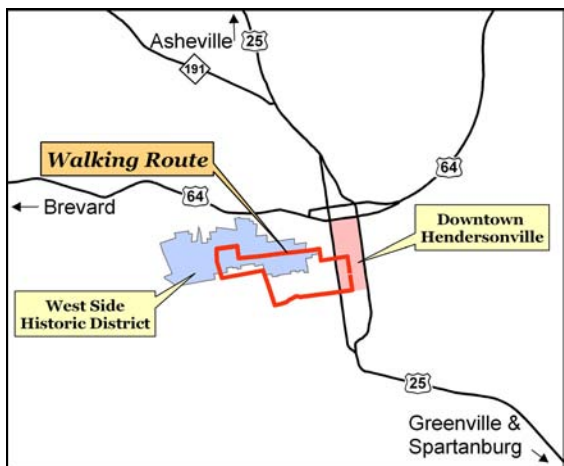 Asheville
25
191
Walking Route
64
64
Brevard
Downtown
Hendersonville
West Side
Historic District
25
Greenville &
Spartanburg